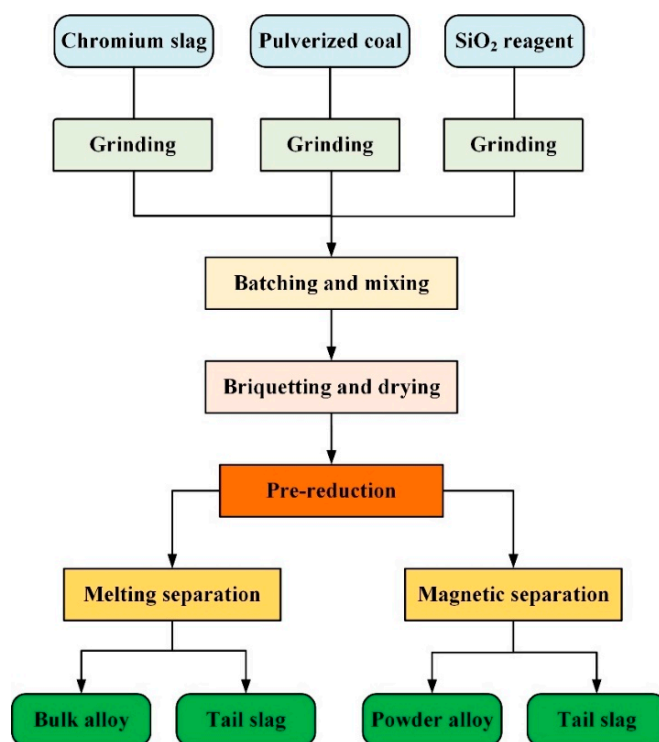 Chromium slag
Pulverized coal
SiO₂ reagent
Grinding
Grinding
Grinding
Batching and mixing
Briquetting and drying
Pre-reduction
Melting separation
Magnetic separation
Bulk alloy
Tail slag
Powder alloy
Tail slag